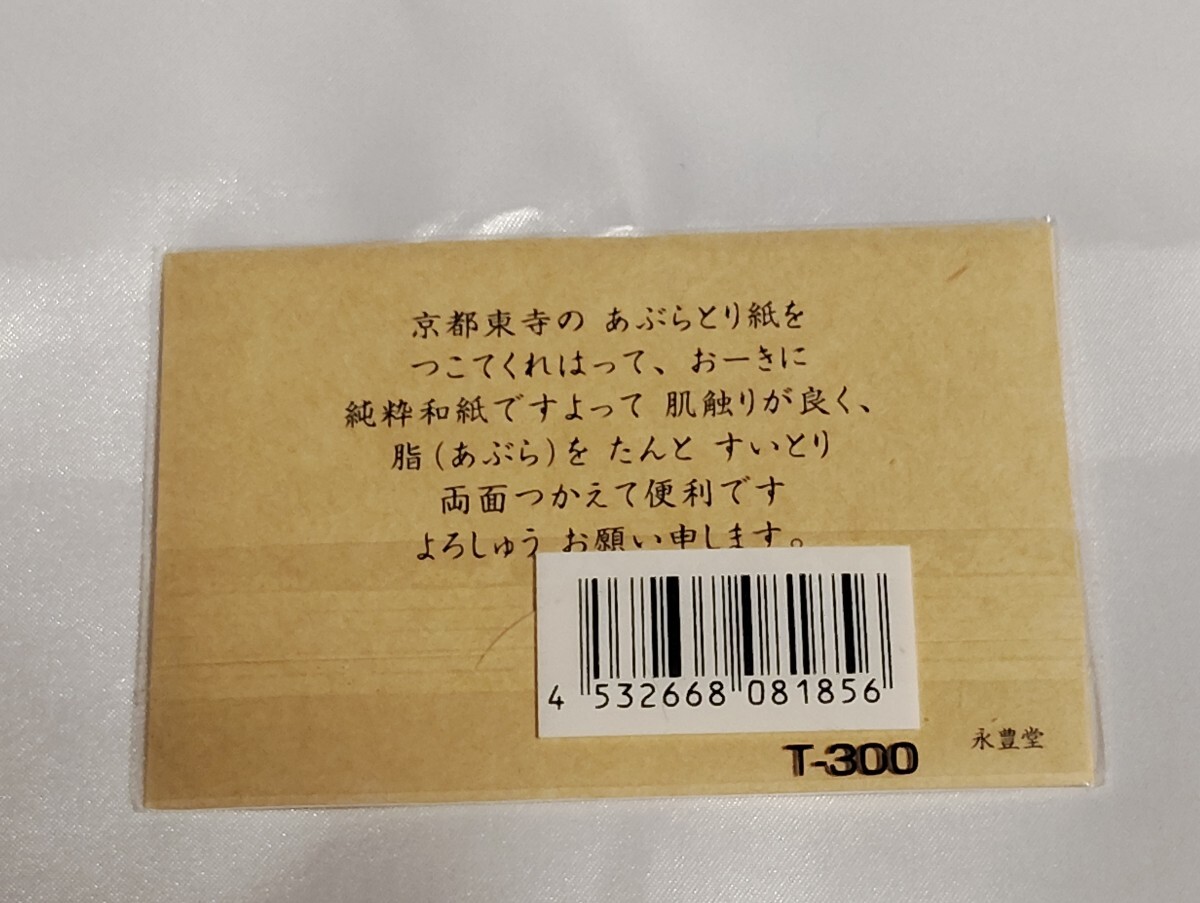 京都東寺の あぶらとり紙を
つこてくれはって、おーきに
純粋和紙ですよって 肌触りが良く、
脂(あぶら)を たんと すいとり
両面つかえて便利です
よろしゅう お願い申します。
4 532668 081856
T-300
永豊堂